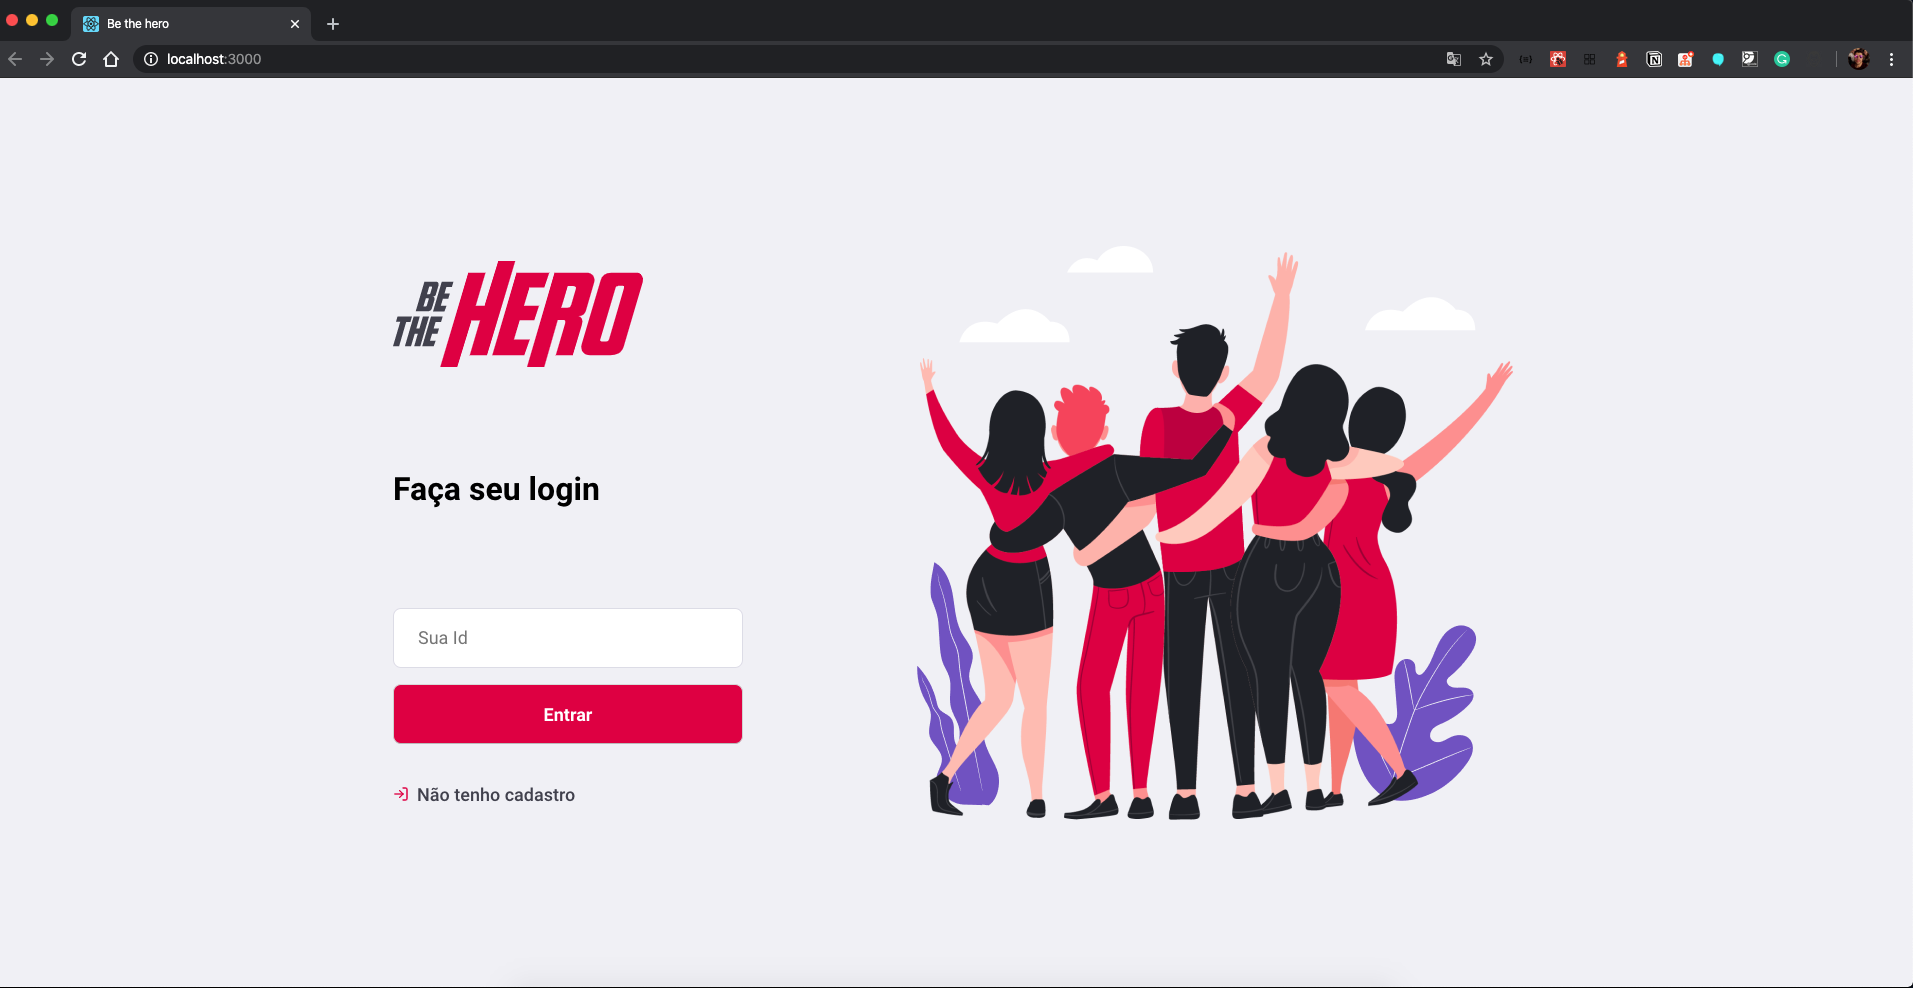 Be the hero
localhost:3000
BE
THE HERO
Faça seu login
Sua Id
Entrar
Não tenho cadastro